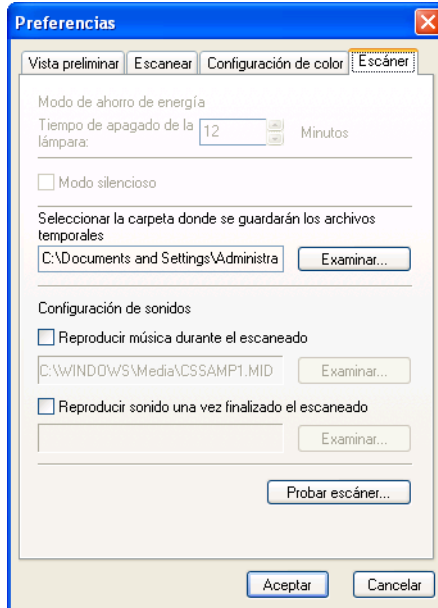 Preferencias
Vista preliminar Escanear Configuración de color Escáner
Modo de ahorro de energía
Tiempo de apagado de la
lámpara:
12 Minutos
Modo silencioso
Seleccionar la carpeta donde se guardarán los archivos
temporales
C:\Documents and Settings\Administra Examinar...
Configuración de sonidos
Reproducir música durante el escaneado
C:\WINDOWS\Media\CSSAMP1.MID Examinar...
Reproducir sonido una vez finalizado el escaneado
Examinar...
Probar escáner...
Aceptar Cancelar